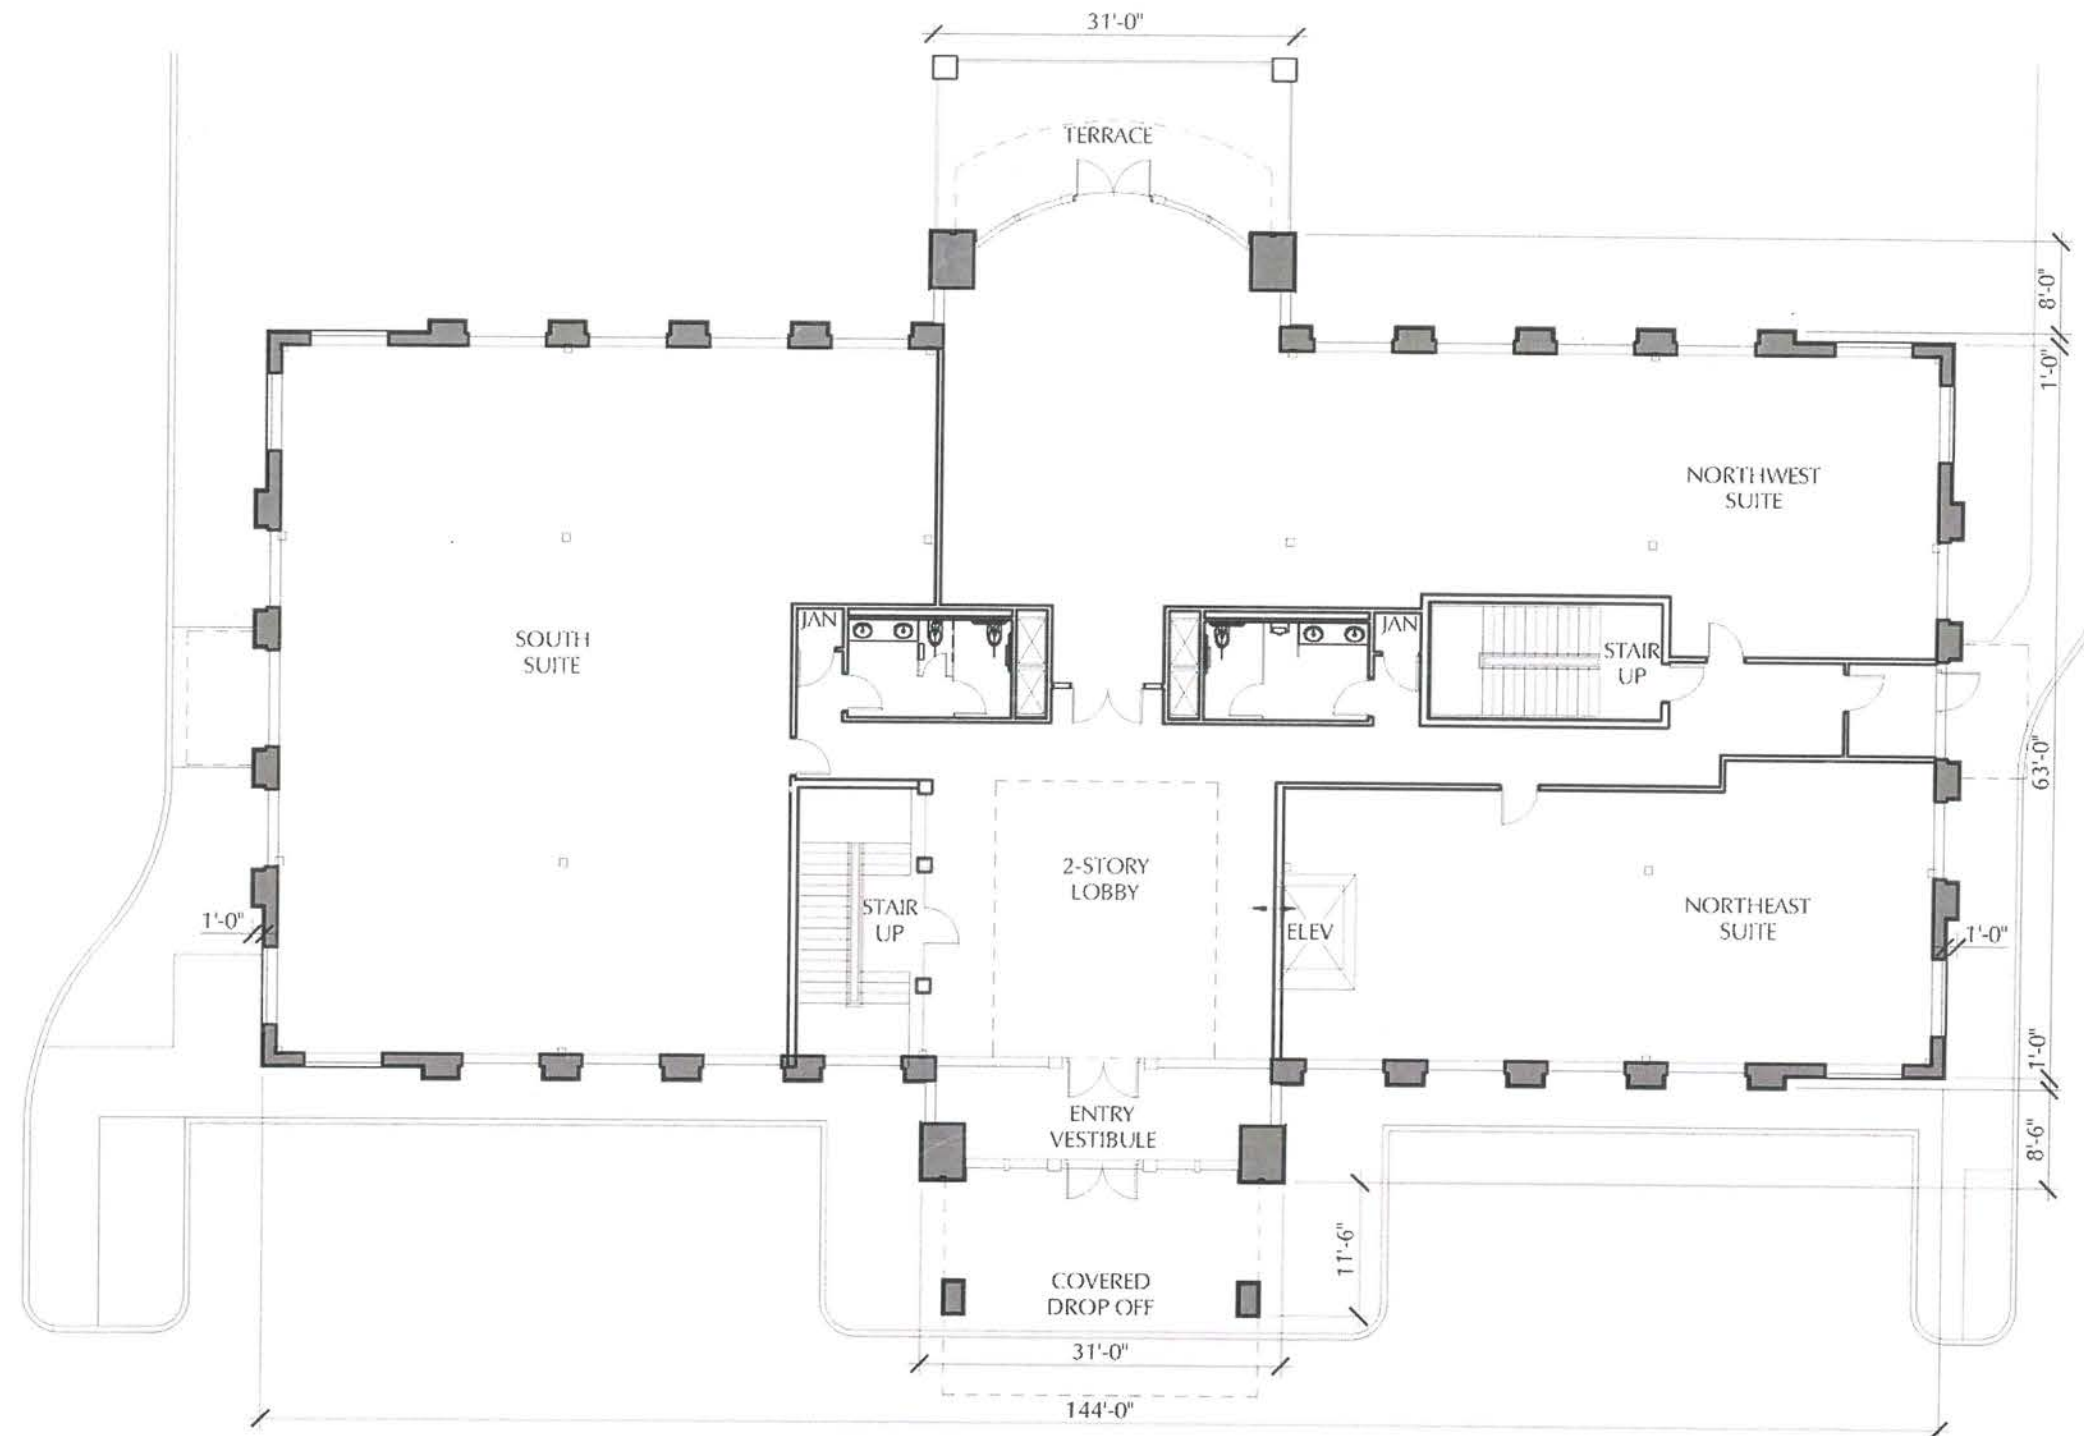 31'-0"
TERRACE
8'-0"
1'-0"
NORTHWEST
SUITE
SOUTH
SUITE
JAN
JAN
STAIR
UP
63'-0"
2-STORY
LOBBY
STAIR
UP
ELEV
NORTHEAST
SUITE
1'-0"
1'-0"
1'-0"
ENTRY
VESTIBULE
8'-6"
11'-6"
COVERED
DROP OFF
31'-0"
144'-0"